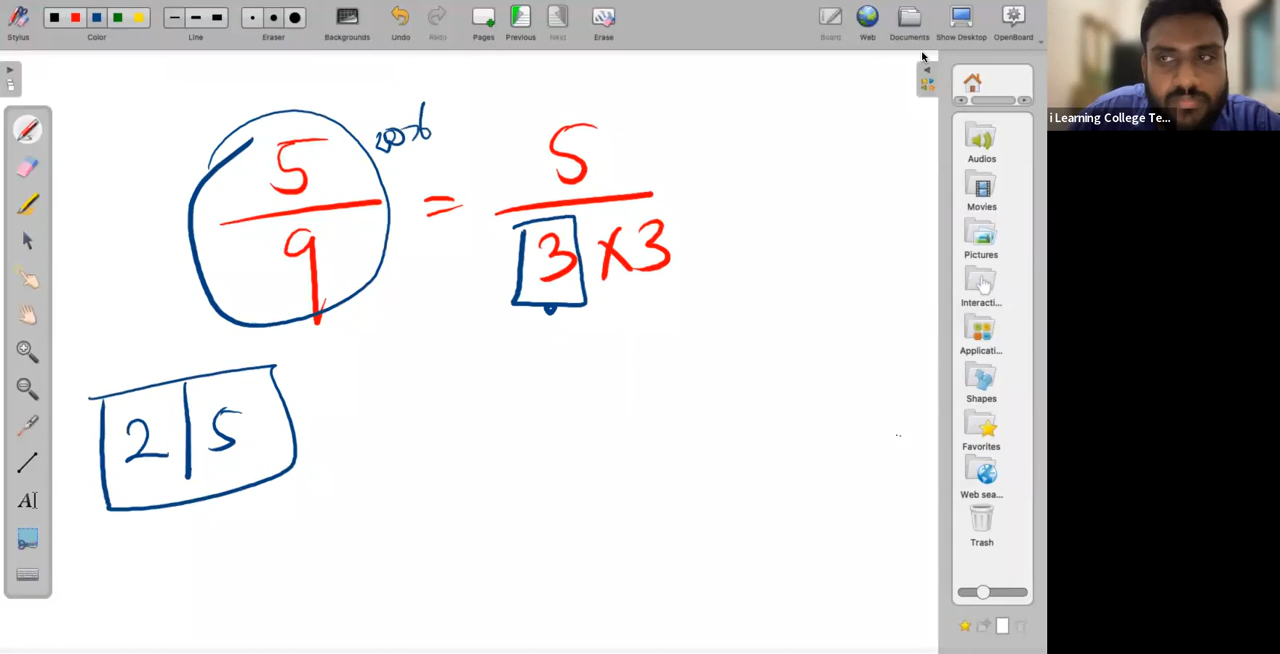 Stylus Color Line Eraser Backgrounds Undo Redo Pages Previous Next Erase Board Web Documents Show Desktop OpenBoard
i Learning College Te...
5/9 = 5/3 × 3
2 | 5
Audios
Movies
Pictures
Interacti...
Applicati...
Shapes
Favorites
Web sea...
Trash